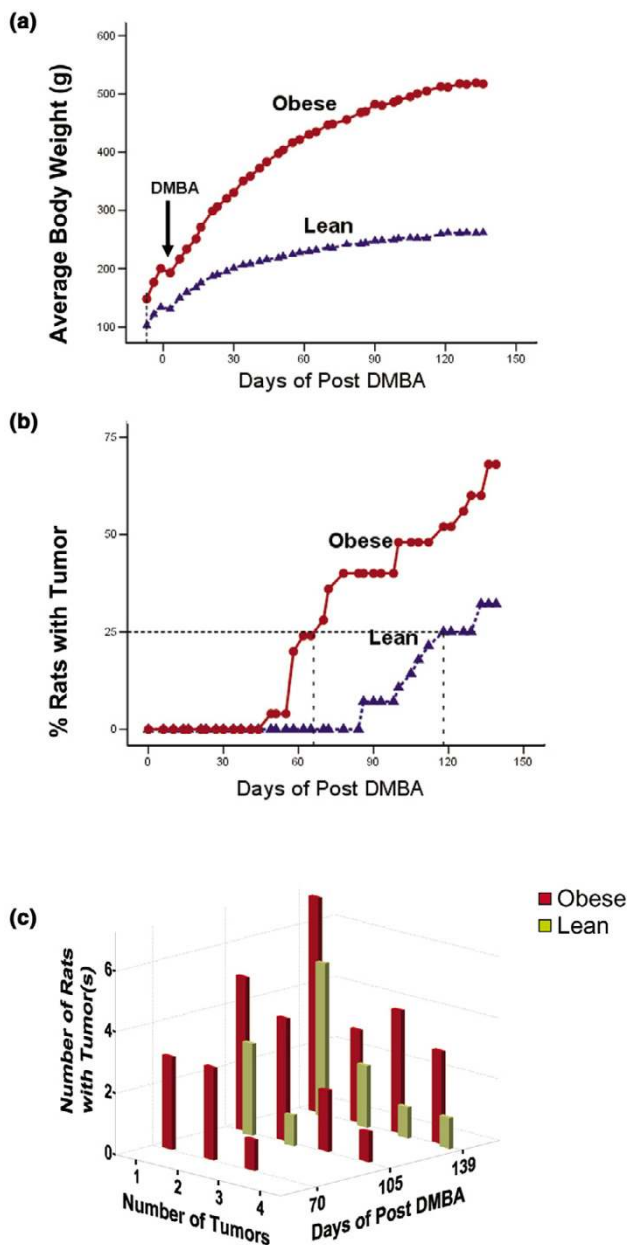 (a)
600
500
400
300
200
100
Average Body Weight (g)
Obese
DMBA
Lean
0
30
60
90
120
150
Days of Post DMBA
(b)
75
50
25
0
% Rats with Tumor
Obese
Lean
0
30
60
90
120
150
Days of Post DMBA
(c)
Obese
Lean
6
4
2
0
Number of Rats
with Tumor(s)
1
2
3
4
Number of Tumors
70
105
139
Days of Post DMBA